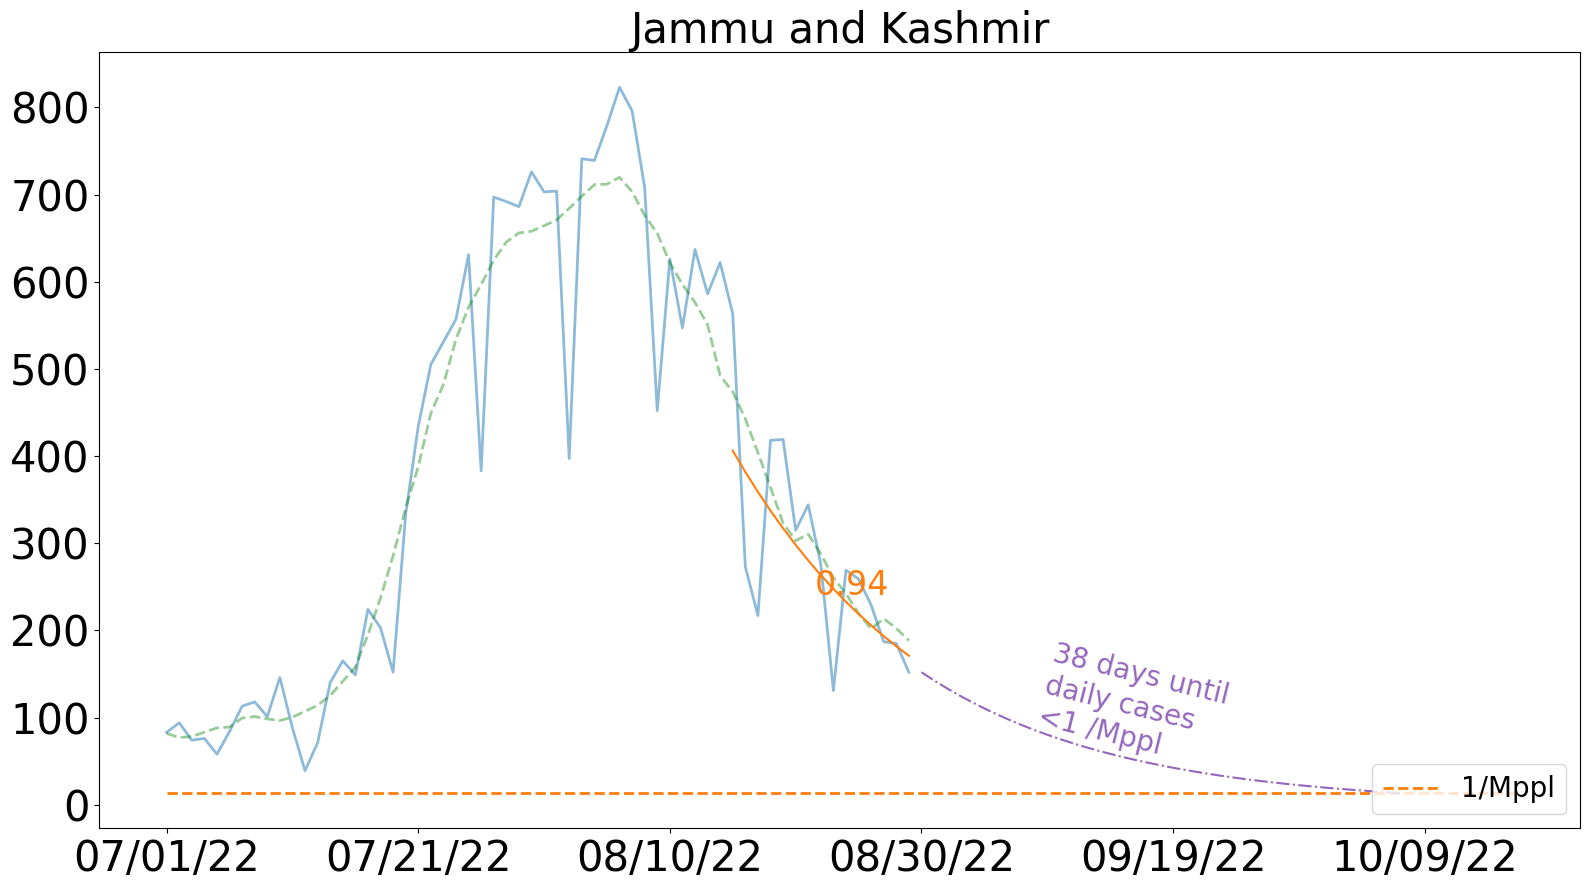 Jammu and Kashmir
800
700
600
500
400
300
200
100
0
0.94
38 days until
daily cases
<1 /Mppl
1/Mppl
07/01/22 07/21/22 08/10/22 08/30/22 09/19/22 10/09/22